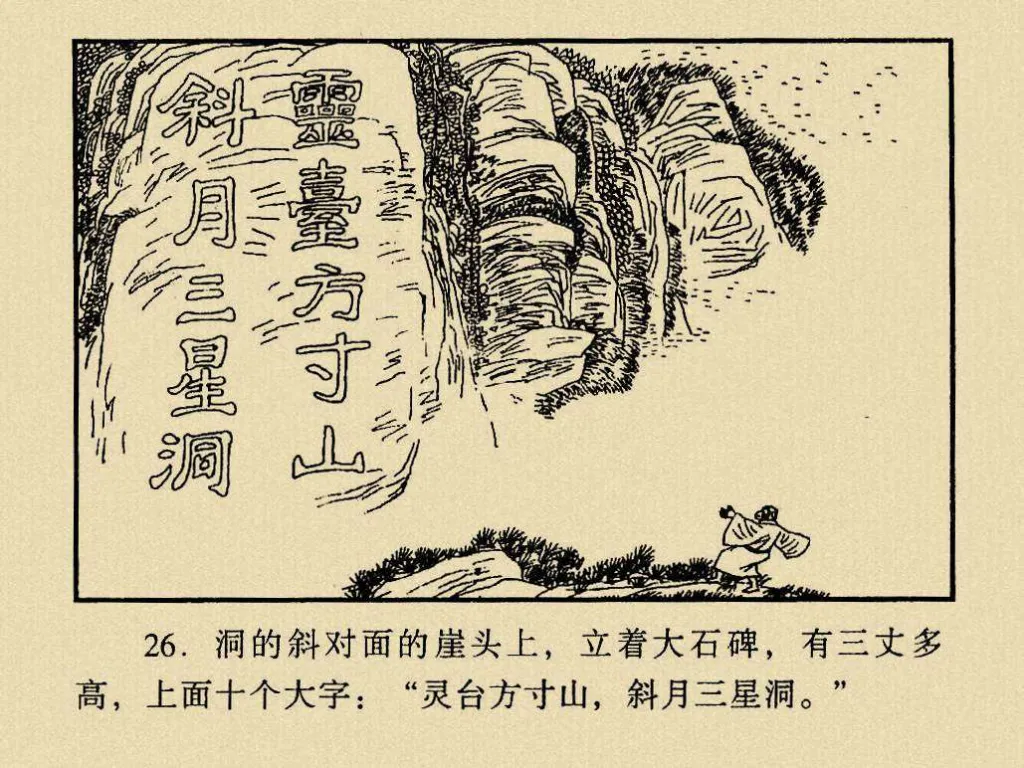 靈臺方寸山
斜月三星洞
26. 洞的斜对面的崖头上，立着大石碑，有三丈多
高，上面十个大字：“灵台方寸山，斜月三星洞。”